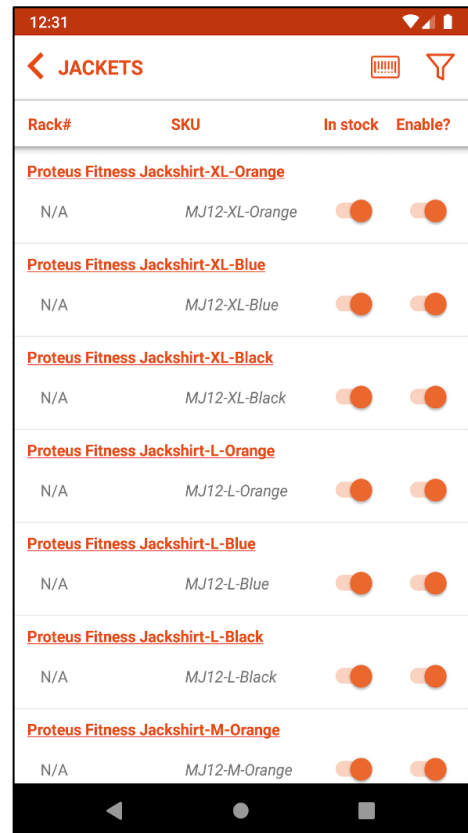 12:31
JACKETS
Rack# SKU In stock Enable?
Proteus Fitness Jackshirt-XL-Orange
N/A MJ12-XL-Orange
Proteus Fitness Jackshirt-XL-Blue
N/A MJ12-XL-Blue
Proteus Fitness Jackshirt-XL-Black
N/A MJ12-XL-Black
Proteus Fitness Jackshirt-L-Orange
N/A MJ12-L-Orange
Proteus Fitness Jackshirt-L-Blue
N/A MJ12-L-Blue
Proteus Fitness Jackshirt-L-Black
N/A MJ12-L-Black
Proteus Fitness Jackshirt-M-Orange
N/A MJ12-M-Orange